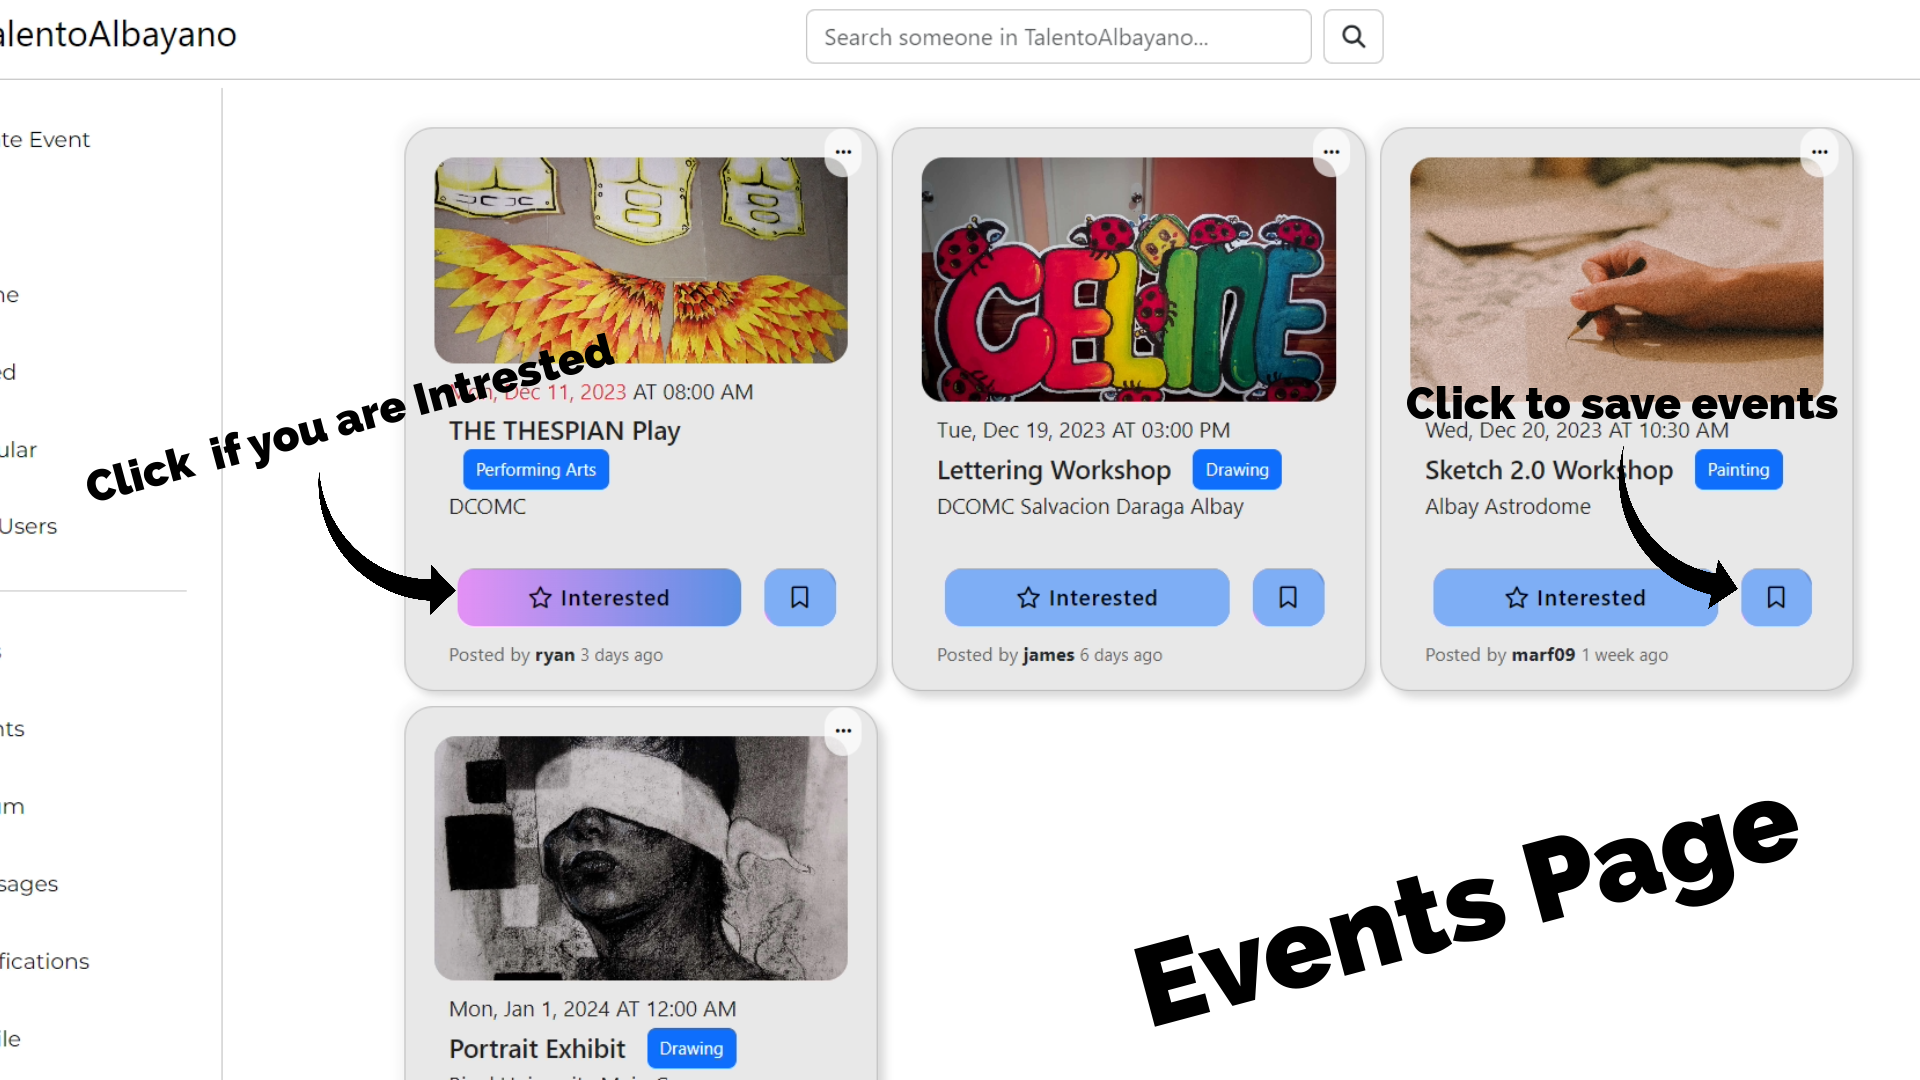 alentoAlbayano
Search someone in TalentoAlbayano...
te Event
ne
ed
ular
Users
s
nts
um
sages
fications
ile
Click if you are Intrested
Dec 11, 2023 AT 08:00 AM
THE THESPIAN Play
Performing Arts
DCOMC
Interested
Posted by ryan 3 days ago
CELINE
Tue, Dec 19, 2023 AT 03:00 PM
Lettering Workshop Drawing
DCOMC Salvacion Daraga Albay
Interested
Posted by james 6 days ago
Click to save events
Wed, Dec 20, 2023 AT 10:30 AM
Sketch 2.0 Workshop Painting
Albay Astrodome
Interested
Posted by marf09 1 week ago
Mon, Jan 1, 2024 AT 12:00 AM
Portrait Exhibit Drawing
Events Page